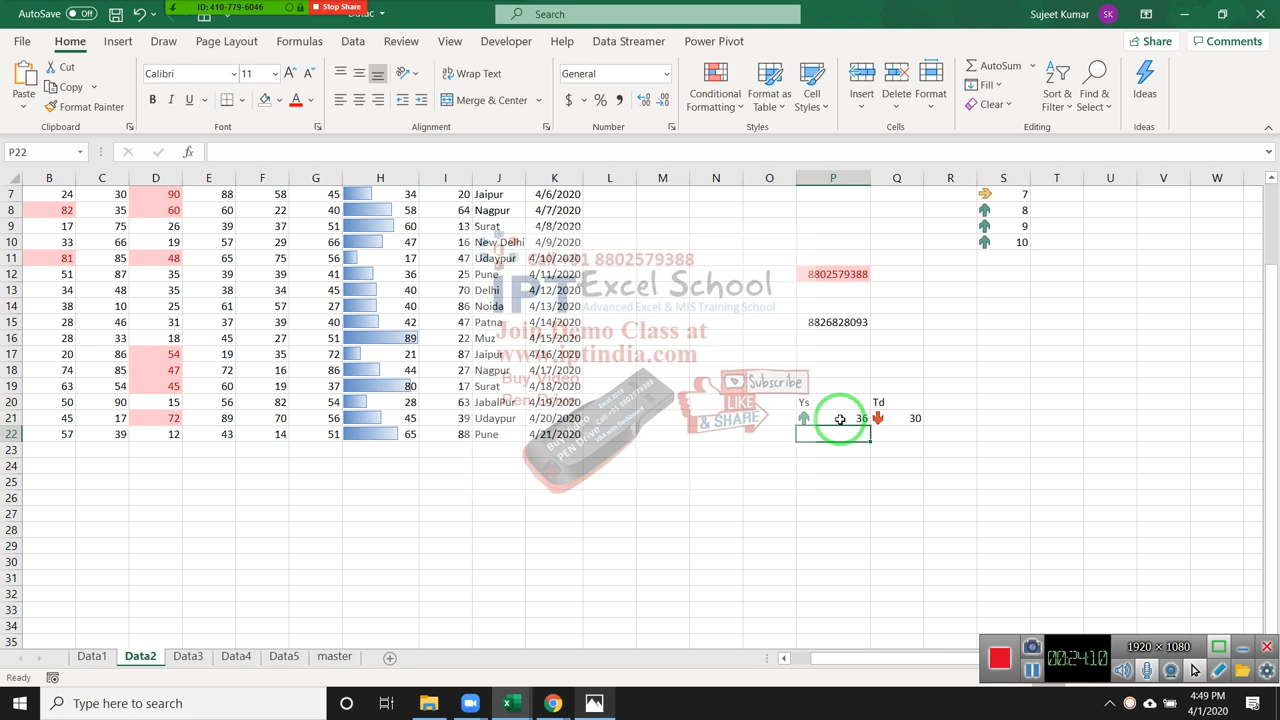 AutoSave Off
ID: 410-779-6046
Stop Share
Search
Sujeet Kumar
SK
File Home Insert Draw Page Layout Formulas Data Review View Developer Help Data Streamer Power Pivot
Share Comments
Paste
Cut
Copy
Format Painter
Calibri 11
B I U
Wrap Text
Merge & Center
General
$ % ,
Conditional Formatting
Format as Table
Cell Styles
Insert Delete Format
AutoSum
Fill
Clear
Sort & Filter
Find & Select
Ideas
Clipboard Font Alignment Number Styles Cells Editing Ideas
P22
fx
B C D E F G H I J K L M N O P Q R S T U V W
7 24 30 90 88 58 45 34 20 Jaipur 4/6/2020 7
8 82 35 60 60 22 40 58 64 Nagpur 4/7/2020 8
9 17 75 26 39 37 51 60 13 Surat 4/8/2020 9
10 33 66 19 57 29 66 47 16 New Delhi 4/9/2020 10
11 81 85 48 65 75 56 17 47 Udaypur 4/10/2020
12 51 87 35 39 39 41 36 25 Pune 4/11/2020 8802579388
13 34 48 35 28 34 45 40 70 Delhi 4/12/2020
14 38 10 25 61 57 27 40 86 Noida 4/13/2020
15 28 46 31 37 39 40 42 47 Patna 4/14/2020 8826828093
16 28 33 18 45 27 51 89 22 Muz 4/15/2020
17 20 86 54 19 35 72 21 87 Jaipur 4/16/2020
18 74 85 47 72 16 86 44 27 Nagpur 4/17/2020
19 63 54 45 60 19 37 80 17 Surat 4/18/2020
20 50 90 15 56 82 54 28 63 JabalPur 4/19/2020 Ys Td
21 45 17 72 89 70 56 45 39 Udaypur 4/20/2020 36 30
22 57 39 12 43 14 51 65 88 Pune 4/21/2020
23
24
25
26
27
28
29
30
31
32
33
34
35
8802579388
IPT Excel School
Advanced Excel & MIS Training School
Join Demo Class at
www.iptindia.com
Buy Video
Subscribe
LIKE
& SHARE
Data1 Data2 Data3 Data4 Data5 master
Ready
1920 × 1080
00:24:10
Type here to search
4:49 PM
4/1/2020